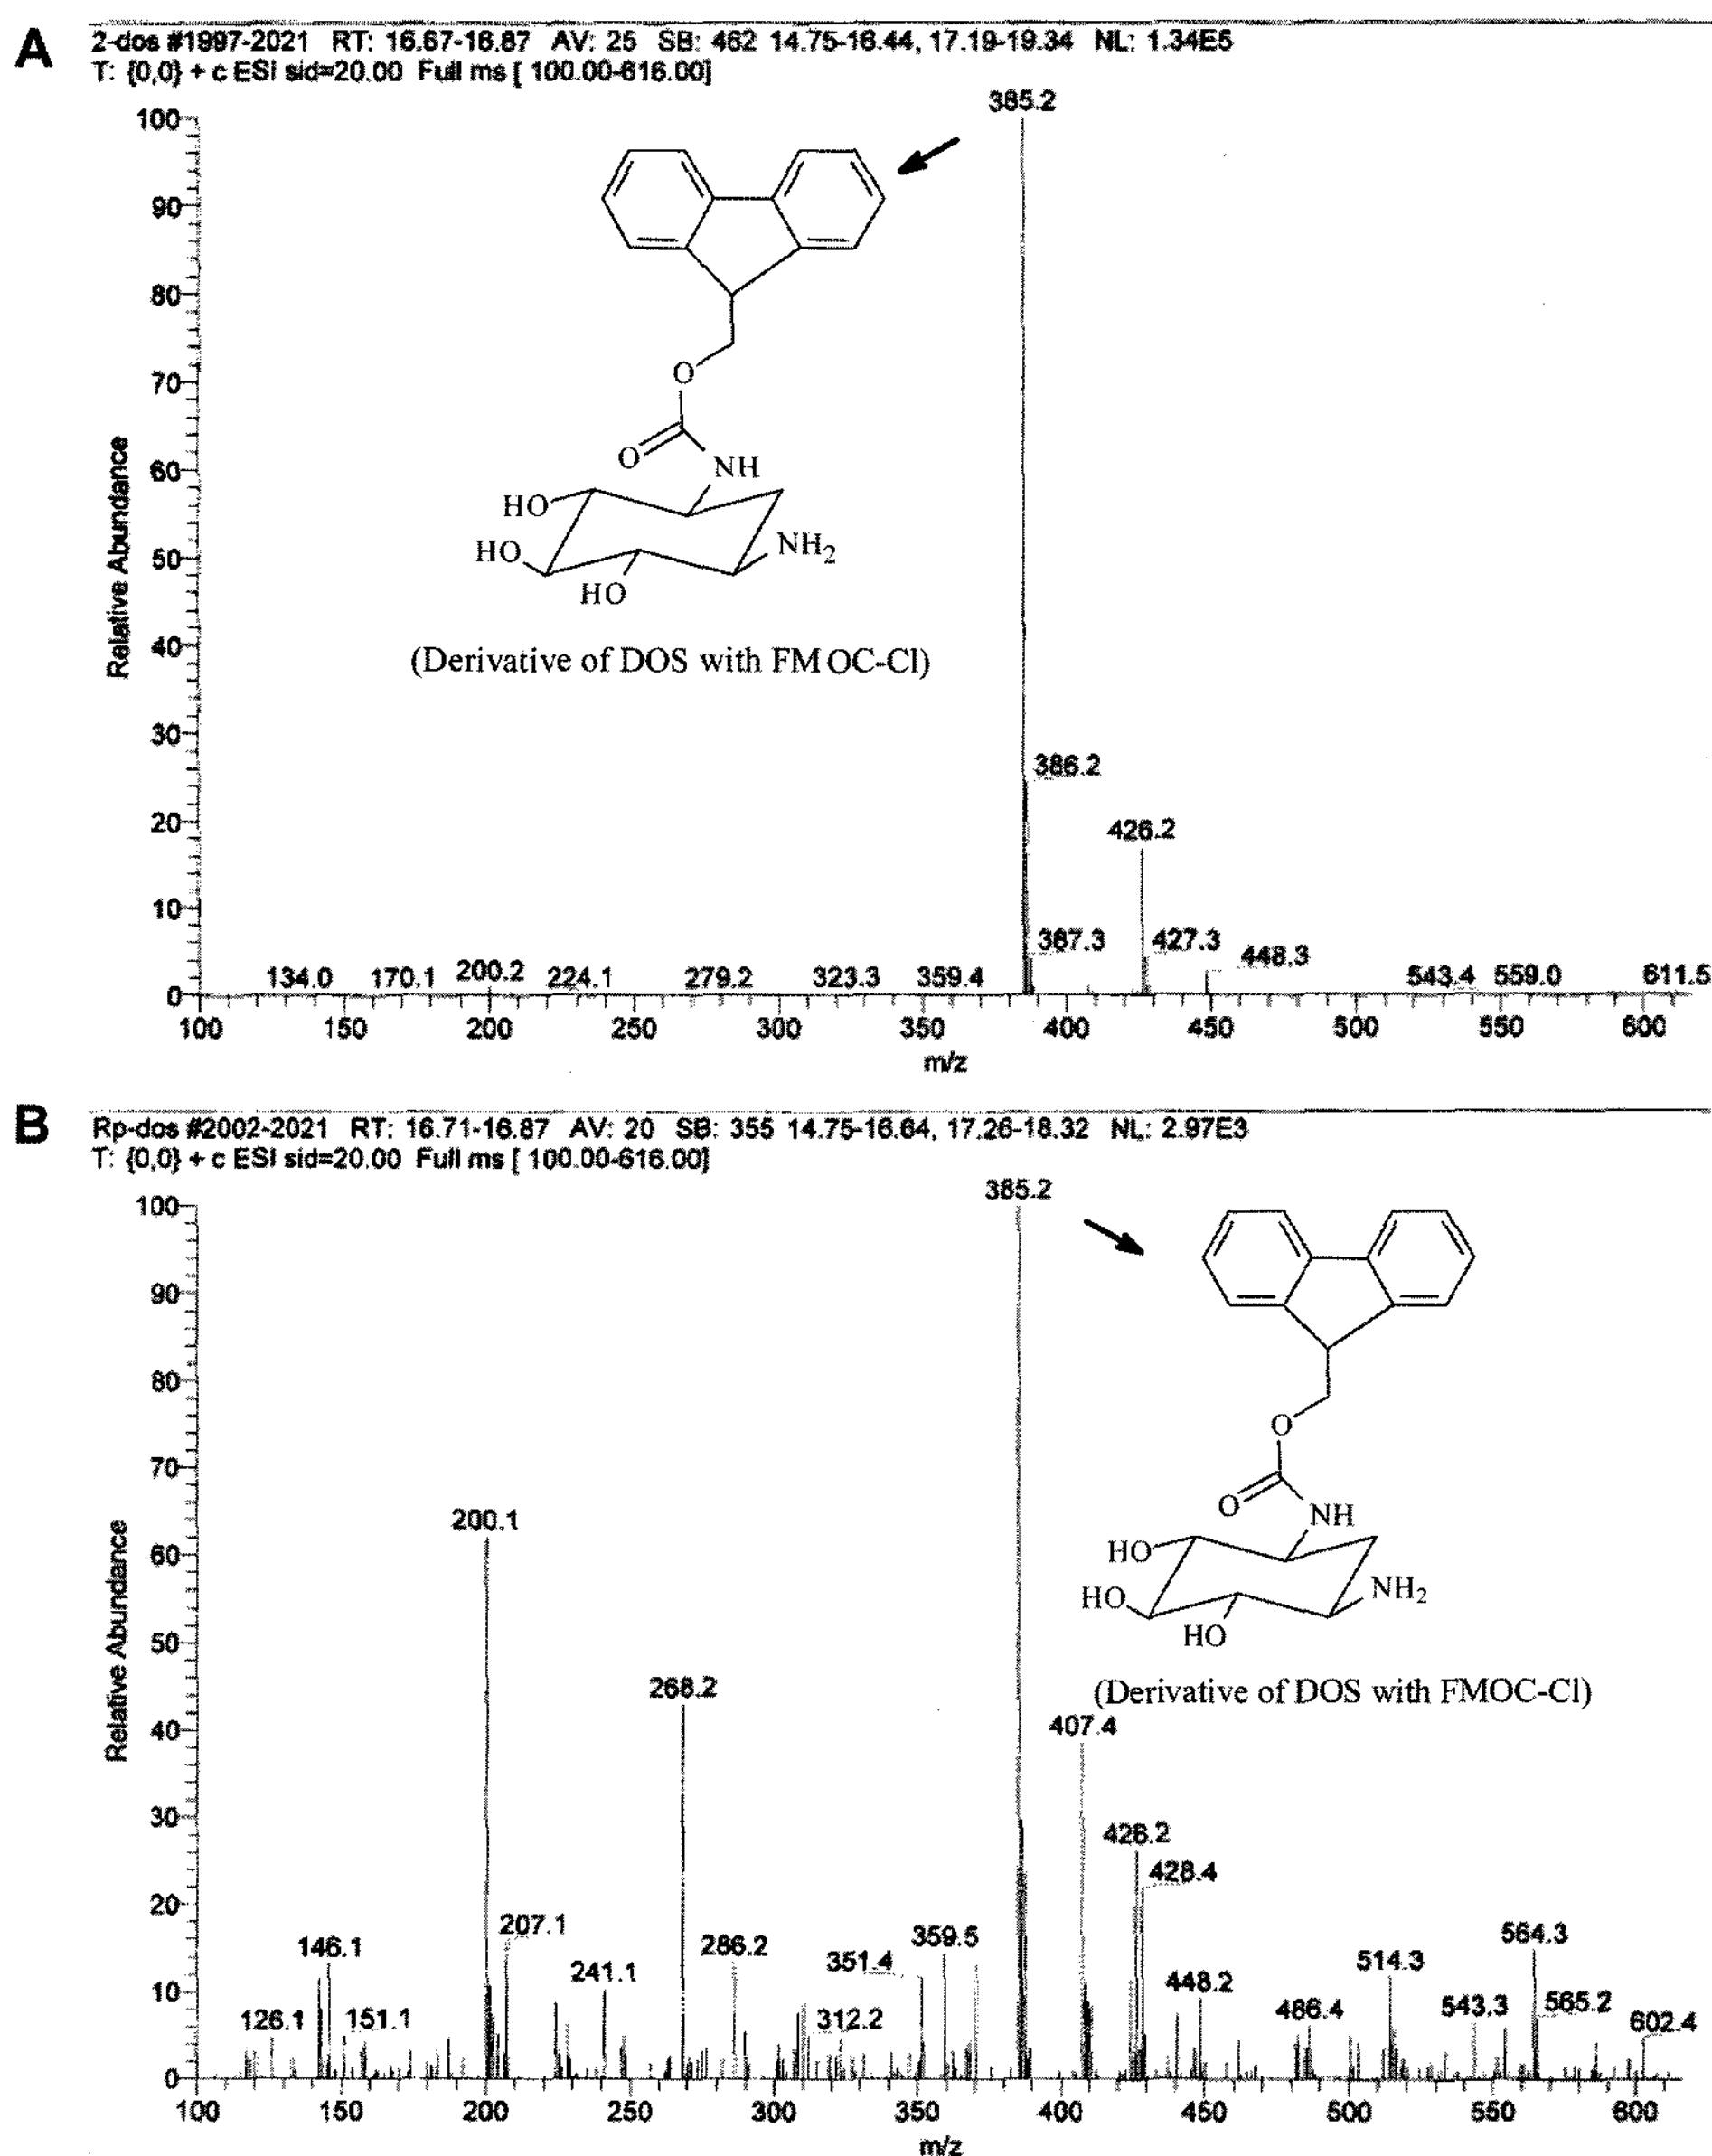 A
2-dos #1997-2021 RT: 16.67-16.87 AV: 25 SB: 462 14.75-16.44, 17.19-19.34 NL: 1.34E5
T: {0,0} + c ESI sid=20.00 Full ms [ 100.00-616.00]
385.2
100
90
80
70
60
50
40
30
20
10
0
Relative Abundance
O
O
NH
HO
HO
HO
NH2
(Derivative of DOS with FMOC-Cl)
386.2
426.2
387.3
427.3
448.3
134.0
170.1
200.2
224.1
279.2
323.3
359.4
543.4
559.0
611.5
100 150 200 250 300 350 400 450 500 550 600
m/z
B
Rp-dos #2002-2021 RT: 16.71-16.87 AV: 20 SB: 355 14.75-16.64, 17.26-18.32 NL: 2.97E3
T: {0,0} + c ESI sid=20.00 Full ms [ 100.00-616.00]
385.2
100
90
80
70
60
50
40
30
20
10
0
Relative Abundance
O
O
NH
HO
HO
HO
NH2
(Derivative of DOS with FMOC-Cl)
200.1
268.2
407.4
426.2
428.4
207.1
146.1
286.2
359.5
564.3
241.1
351.4
514.3
448.2
126.1
151.1
312.2
486.4
543.3
565.2
602.4
100 150 200 250 300 350 400 450 500 550 600
m/z